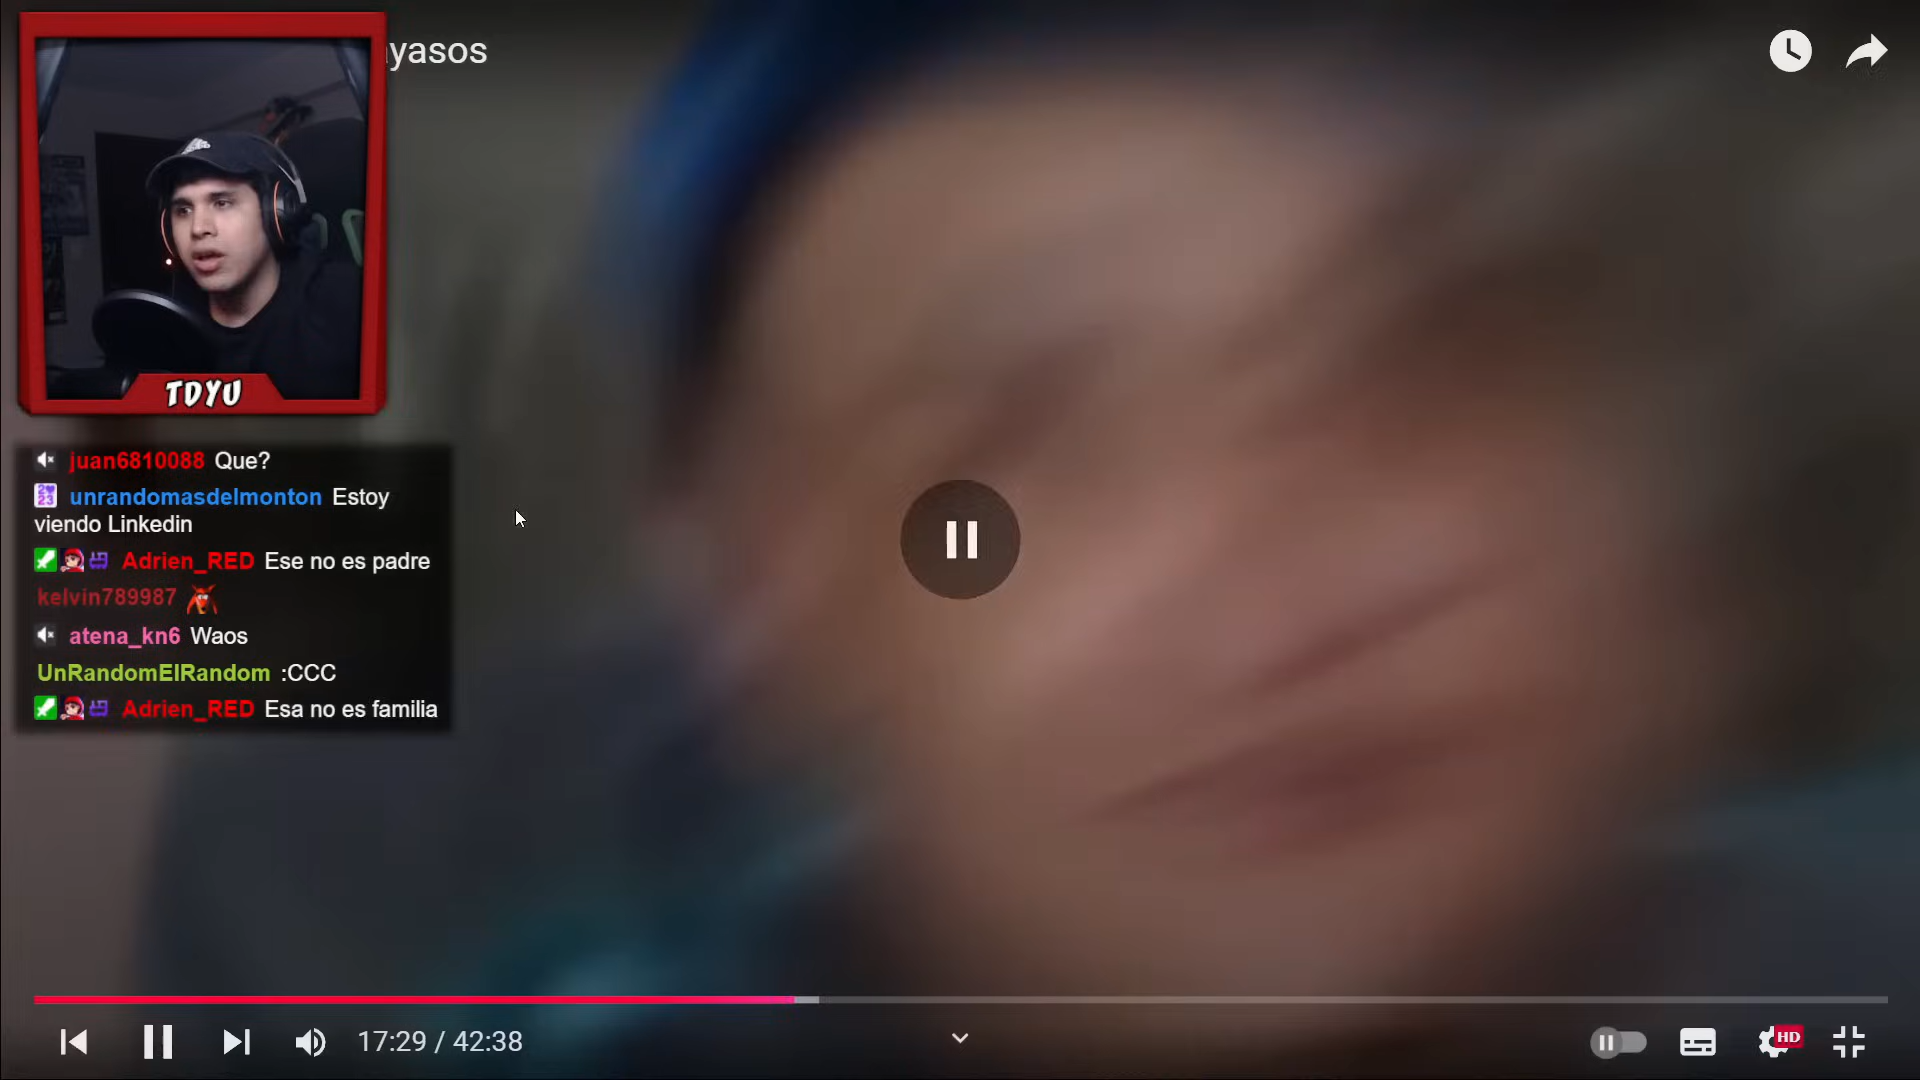 ayasos
TDYU
juan6810088 Que?
unrandomasdelmonton Estoy
viendo Linkedin
Adrien_RED Ese no es padre
kelvin789987
atena_kn6 Waos
UnRandomElRandom :CCC
Adrien_RED Esa no es familia
17:29 / 42:38
HD